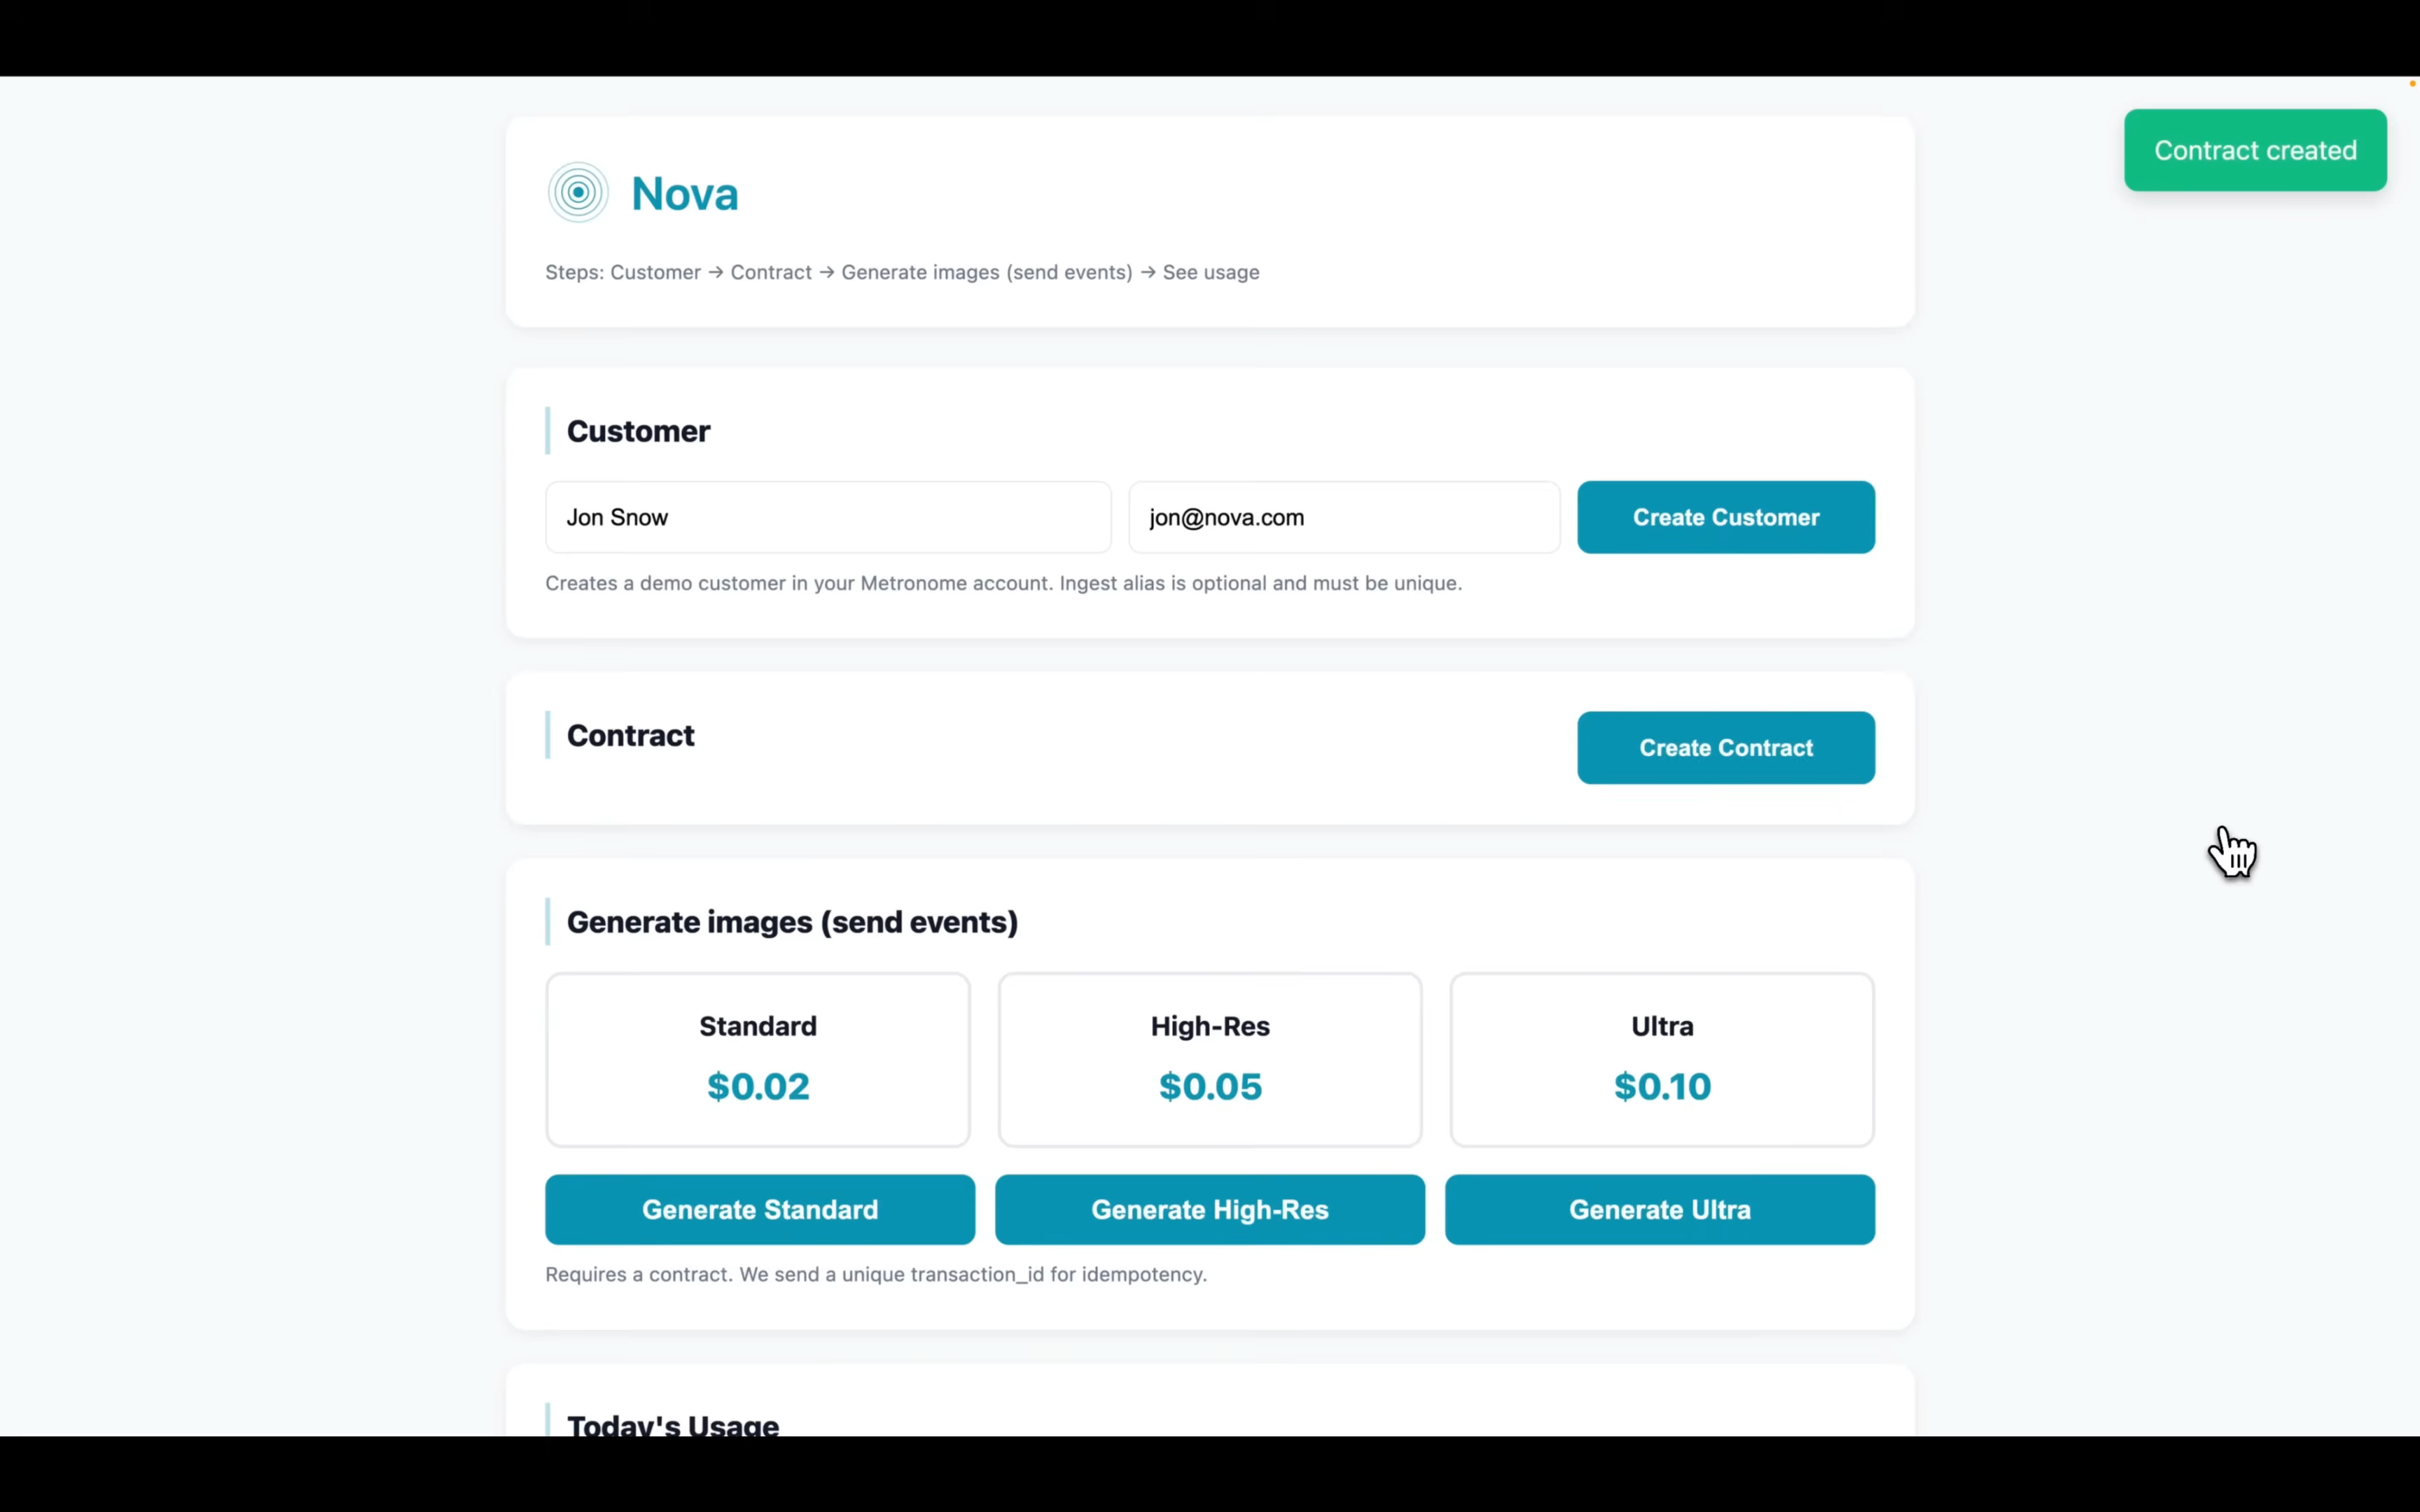 Contract created
Nova
Steps: Customer → Contract → Generate images (send events) → See usage
Customer
Jon Snow
jon@nova.com
Create Customer
Creates a demo customer in your Metronome account. Ingest alias is optional and must be unique.
Contract
Create Contract
Generate images (send events)
Standard
High-Res
Ultra
$0.02
$0.05
$0.10
Generate Standard
Generate High-Res
Generate Ultra
Requires a contract. We send a unique transaction_id for idempotency.
Today's Usage